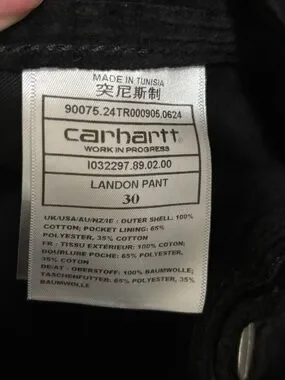 MADE IN TUNISIA
突尼斯制
90075.24TR000905.0624
carhartt
WORK IN PROGRESS
I032297.89.02.00
LANDON PANT
30
UK/USA/AU/NZ/IE : OUTER SHELL: 100%
COTTON; POCKET LINING: 65%
POLYESTER, 35% COTTON
FR : TISSU EXTÉRIEUR: 100% COTON;
DOUBLURE POCHE: 65% POLYESTER,
35% COTON
DE/AT : OBERSTOFF: 100% BAUMWOLLE;
TASCHENFUTTER: 65% POLYESTER, 35%
BAUMWOLLE